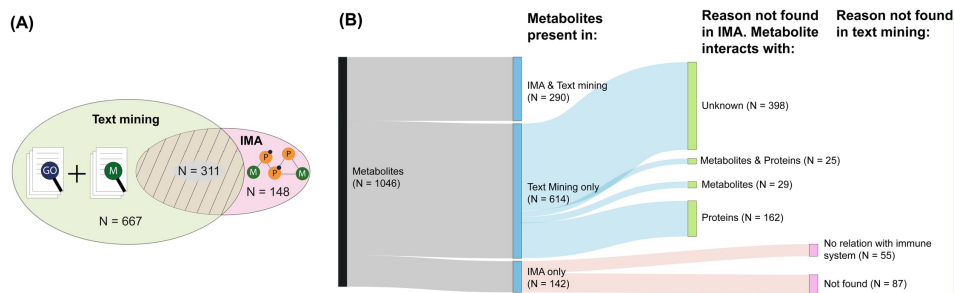 (A)
Text mining
IMA
GO
M
P
P
P
M
M
N = 311
N = 148
N = 667
(B)
Metabolites
present in:
Reason not found
in IMA. Metabolite
interacts with:
Reason not found
in text mining:
IMA & Text mining
(N = 290)
Metabolites
(N = 1046)
Text Mining only
(N = 614)
IMA only
(N = 142)
Unknown (N = 398)
Metabolites & Proteins (N = 25)
Metabolites (N = 29)
Proteins (N = 162)
No relation with immune
system (N = 55)
Not found (N = 87)